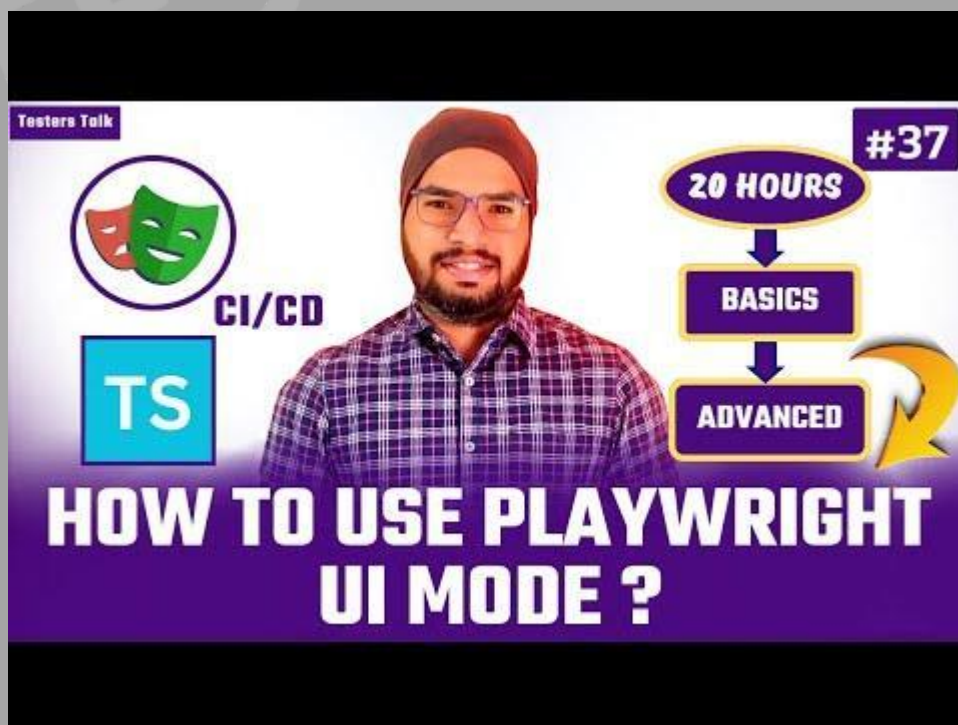 Testers Talk
#37
20 HOURS
CI/CD
BASICS
TS
ADVANCED
HOW TO USE PLAYWRIGHT
UI MODE ?